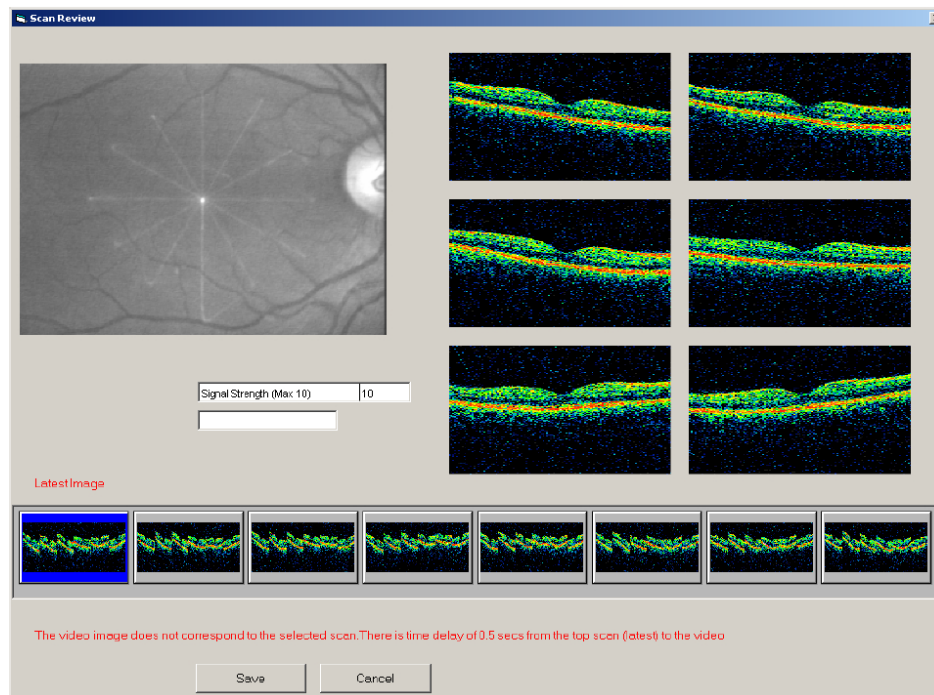 Scan Review
Signal Strength (Max 10) 10
Latest Image
The video image does not correspond to the selected scan.There is time delay of 0.5 secs from the top scan (latest) to the video
Save Cancel